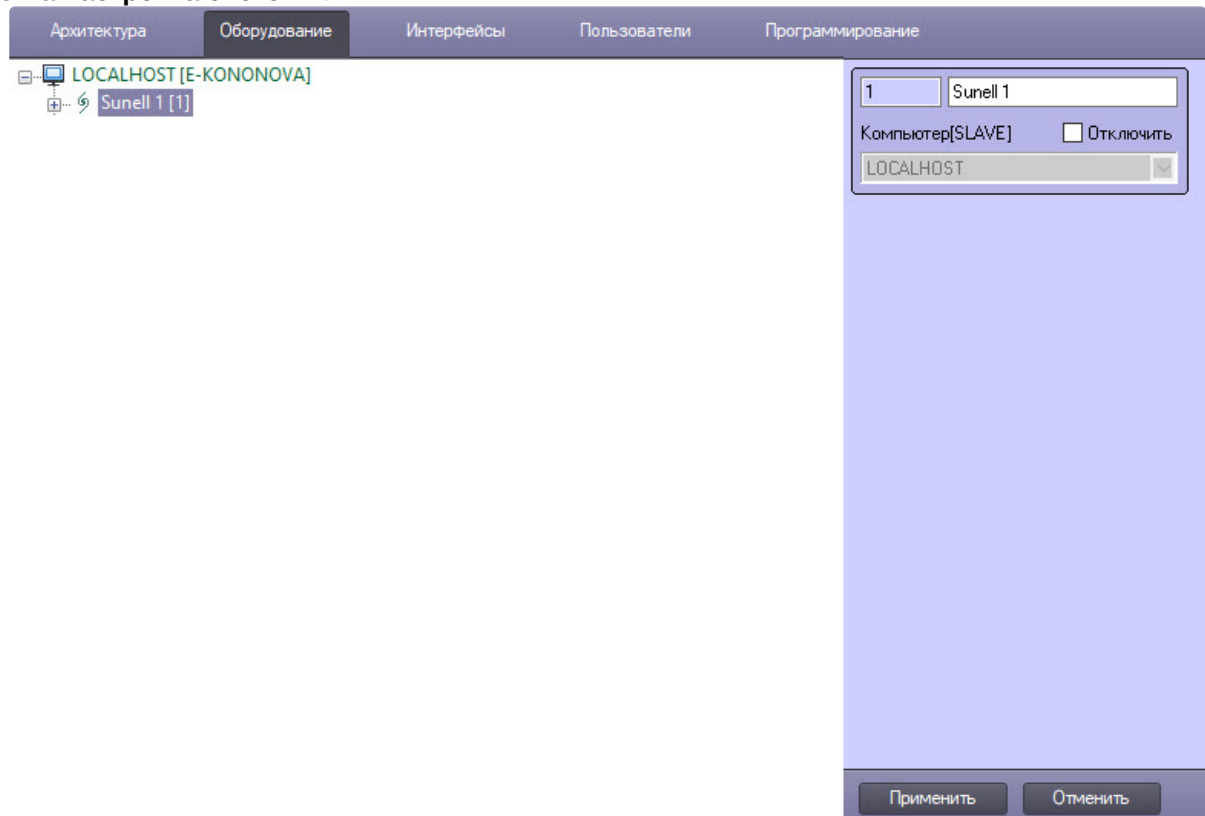 Архитектура Оборудование Интерфейсы Пользователи Программирование
LOCALHOST [E-KONONOVA]
Sunell 1 [1]
1 Sunell 1
Компьютер[SLAVE] Отключить
LOCALHOST
Применить Отменить